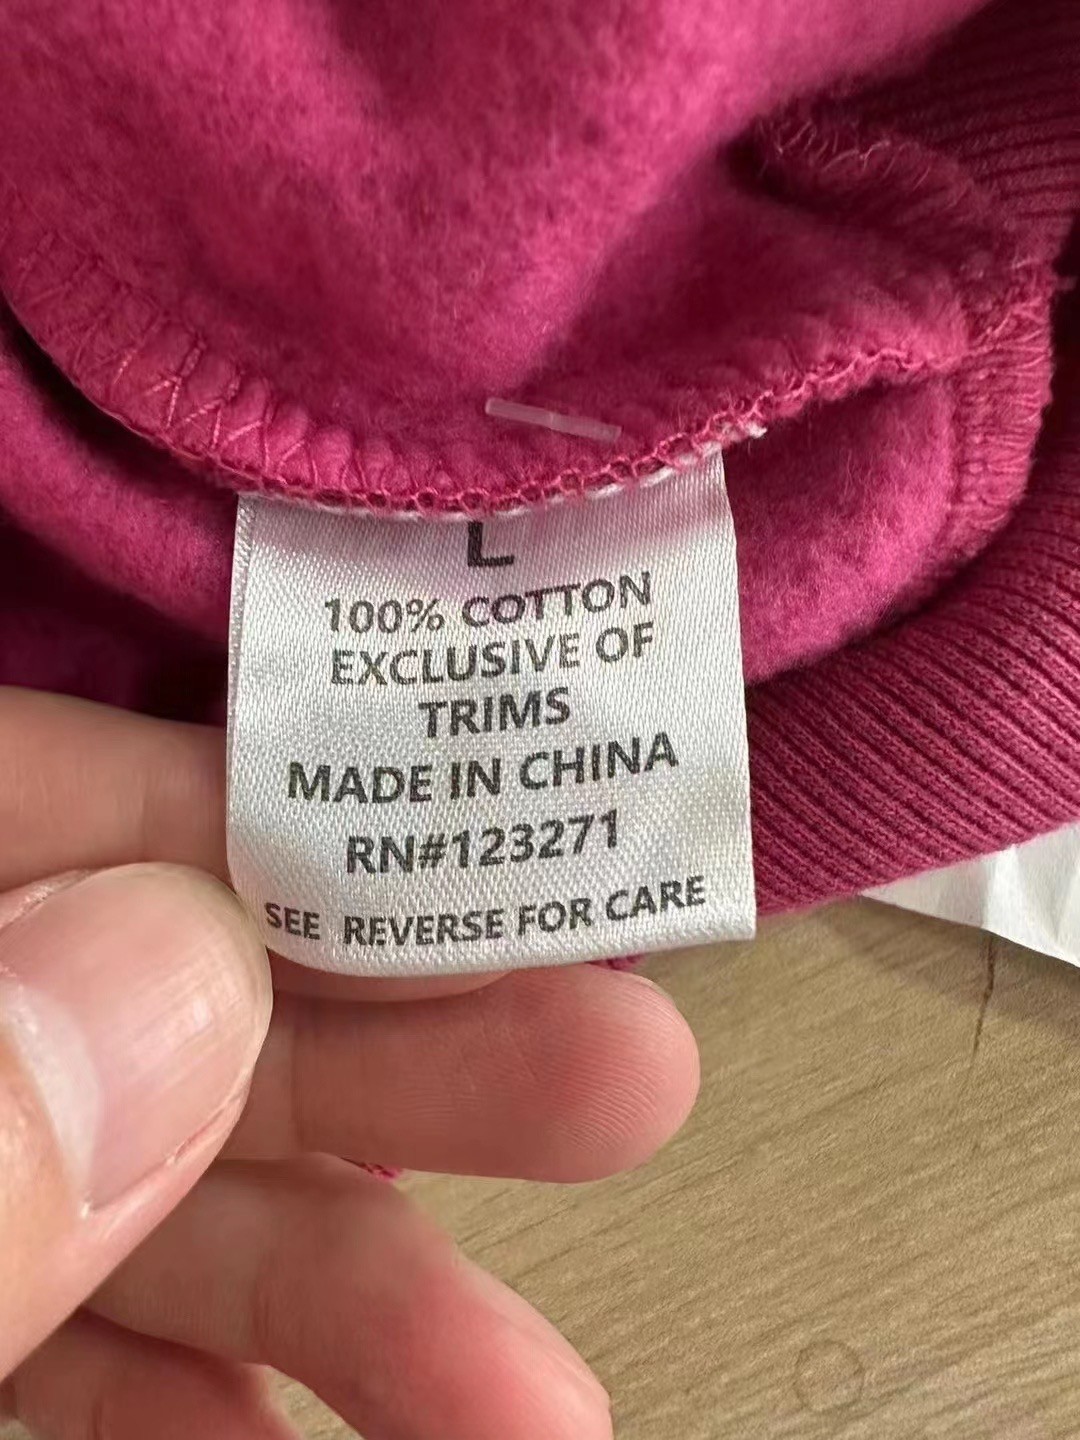 L
100% COTTON
EXCLUSIVE OF
TRIMS
MADE IN CHINA
RN#123271
SEE REVERSE FOR CARE